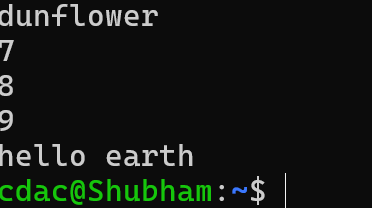 dunflower
7
8
9
hello earth
cdac@Shubham:~$